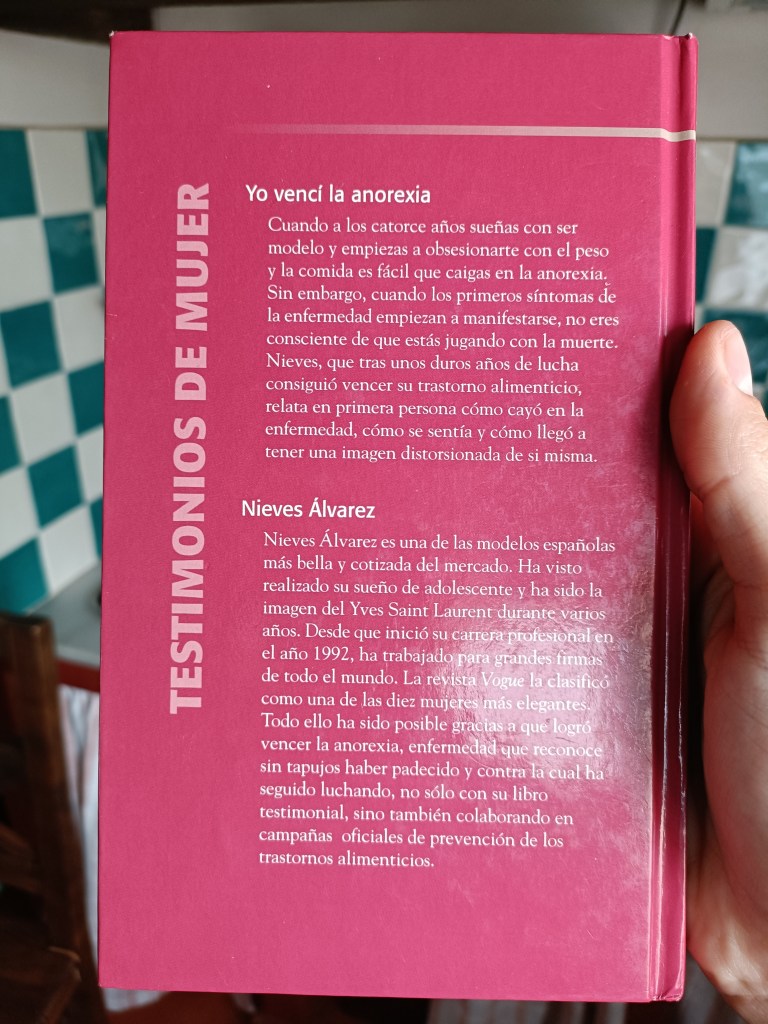 TESTIMONIOS DE MUJER
Yo vencí la anorexia
Cuando a los catorce años sueñas con ser
modelo y empiezas a obsesionarte con el peso
y la comida es fácil que caigas en la anorexia.
Sin embargo, cuando los primeros síntomas de
la enfermedad empiezan a manifestarse, no eres
consciente de que estás jugando con la muerte.
Nieves, que tras unos duros años de lucha
consiguió vencer su trastorno alimenticio,
relata en primera persona cómo cayó en la
enfermedad, cómo se sentía y cómo llegó a
tener una imagen distorsionada de si misma.
Nieves Álvarez
Nieves Álvarez es una de las modelos españolas
más bella y cotizada del mercado. Ha visto
realizado su sueño de adolescente y ha sido la
imagen del Yves Saint Laurent durante varios
años. Desde que inició su carrera profesional en
el año 1992, ha trabajado para grandes firmas
de todo el mundo. La revista Vogue la clasificó
como una de las diez mujeres más elegantes.
Todo ello ha sido posible gracias a que logró
vencer la anorexia, enfermedad que reconoce
sin tapujos haber padecido y contra la cual ha
seguido luchando, no sólo con su libro
testimonial, sino también colaborando en
campañas oficiales de prevención de los
trastornos alimenticios.